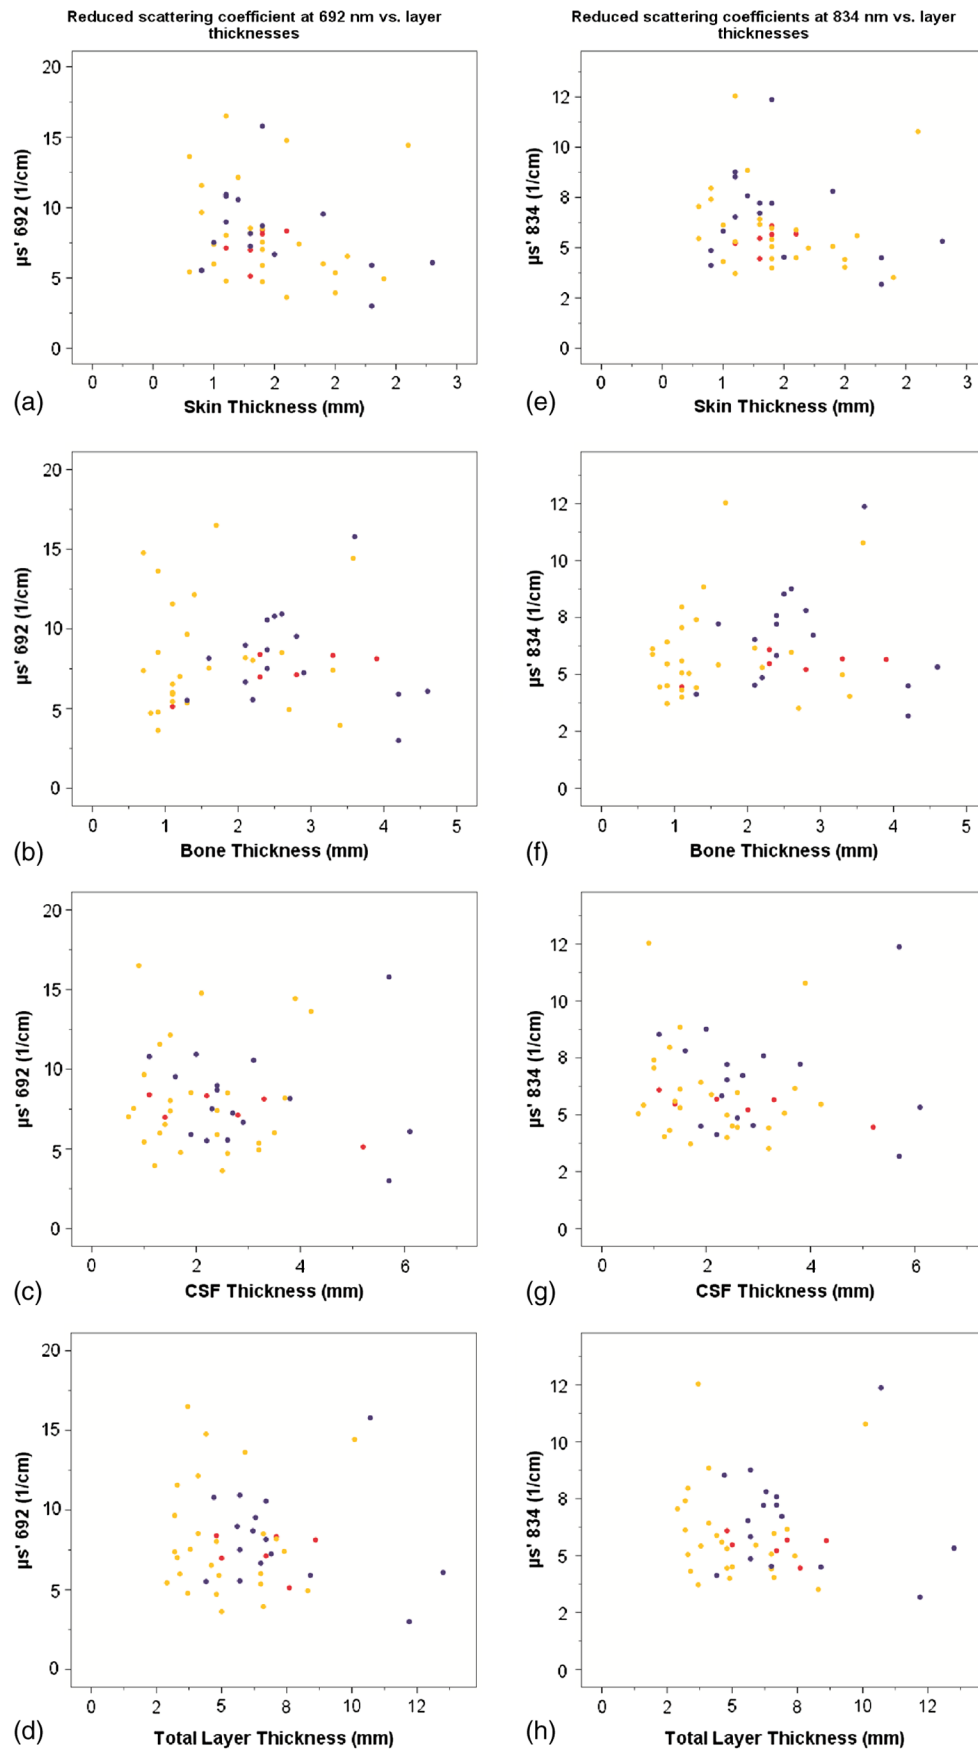 Reduced scattering coefficient at 692 nm vs. layer
thicknesses
20
15
10
5
0
µs' 692 (1/cm)
0 0 1 2 2 2 3
(a) Skin Thickness (mm)
Reduced scattering coefficients at 834 nm vs. layer
thicknesses
12
10
8
5
2
0
µs' 834 (1/cm)
0 0 1 2 2 2 3
(e) Skin Thickness (mm)
20
15
10
5
0
µs' 692 (1/cm)
0 1 2 3 4 5
(b) Bone Thickness (mm)
12
10
8
5
2
0
µs' 834 (1/cm)
0 1 2 3 4 5
(f) Bone Thickness (mm)
20
15
10
5
0
µs' 692 (1/cm)
0 2 4 6
(c) CSF Thickness (mm)
12
10
8
5
2
0
µs' 834 (1/cm)
0 2 4 6
(g) CSF Thickness (mm)
20
15
10
5
0
µs' 692 (1/cm)
0 2 5 8 10 12
(d) Total Layer Thickness (mm)
12
10
8
5
2
0
µs' 834 (1/cm)
0 2 5 8 10 12
(h) Total Layer Thickness (mm)